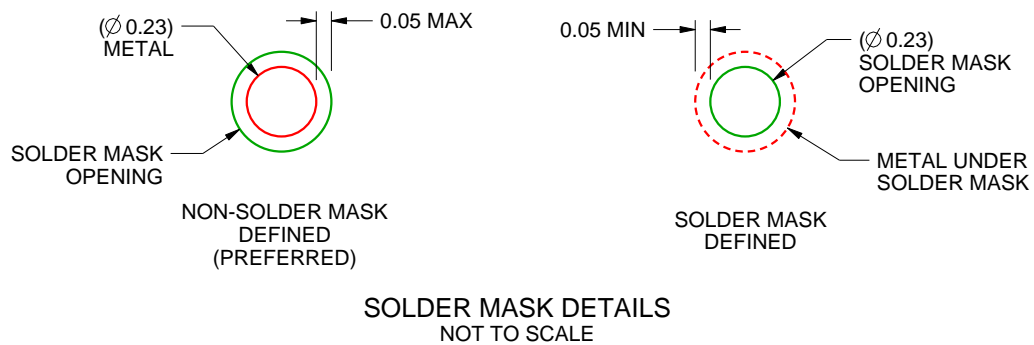 (Ø 0.23)
METAL
0.05 MAX
SOLDER MASK
OPENING
NON-SOLDER MASK
DEFINED
(PREFERRED)
0.05 MIN
(Ø 0.23)
SOLDER MASK
OPENING
METAL UNDER
SOLDER MASK
SOLDER MASK
DEFINED
SOLDER MASK DETAILS
NOT TO SCALE